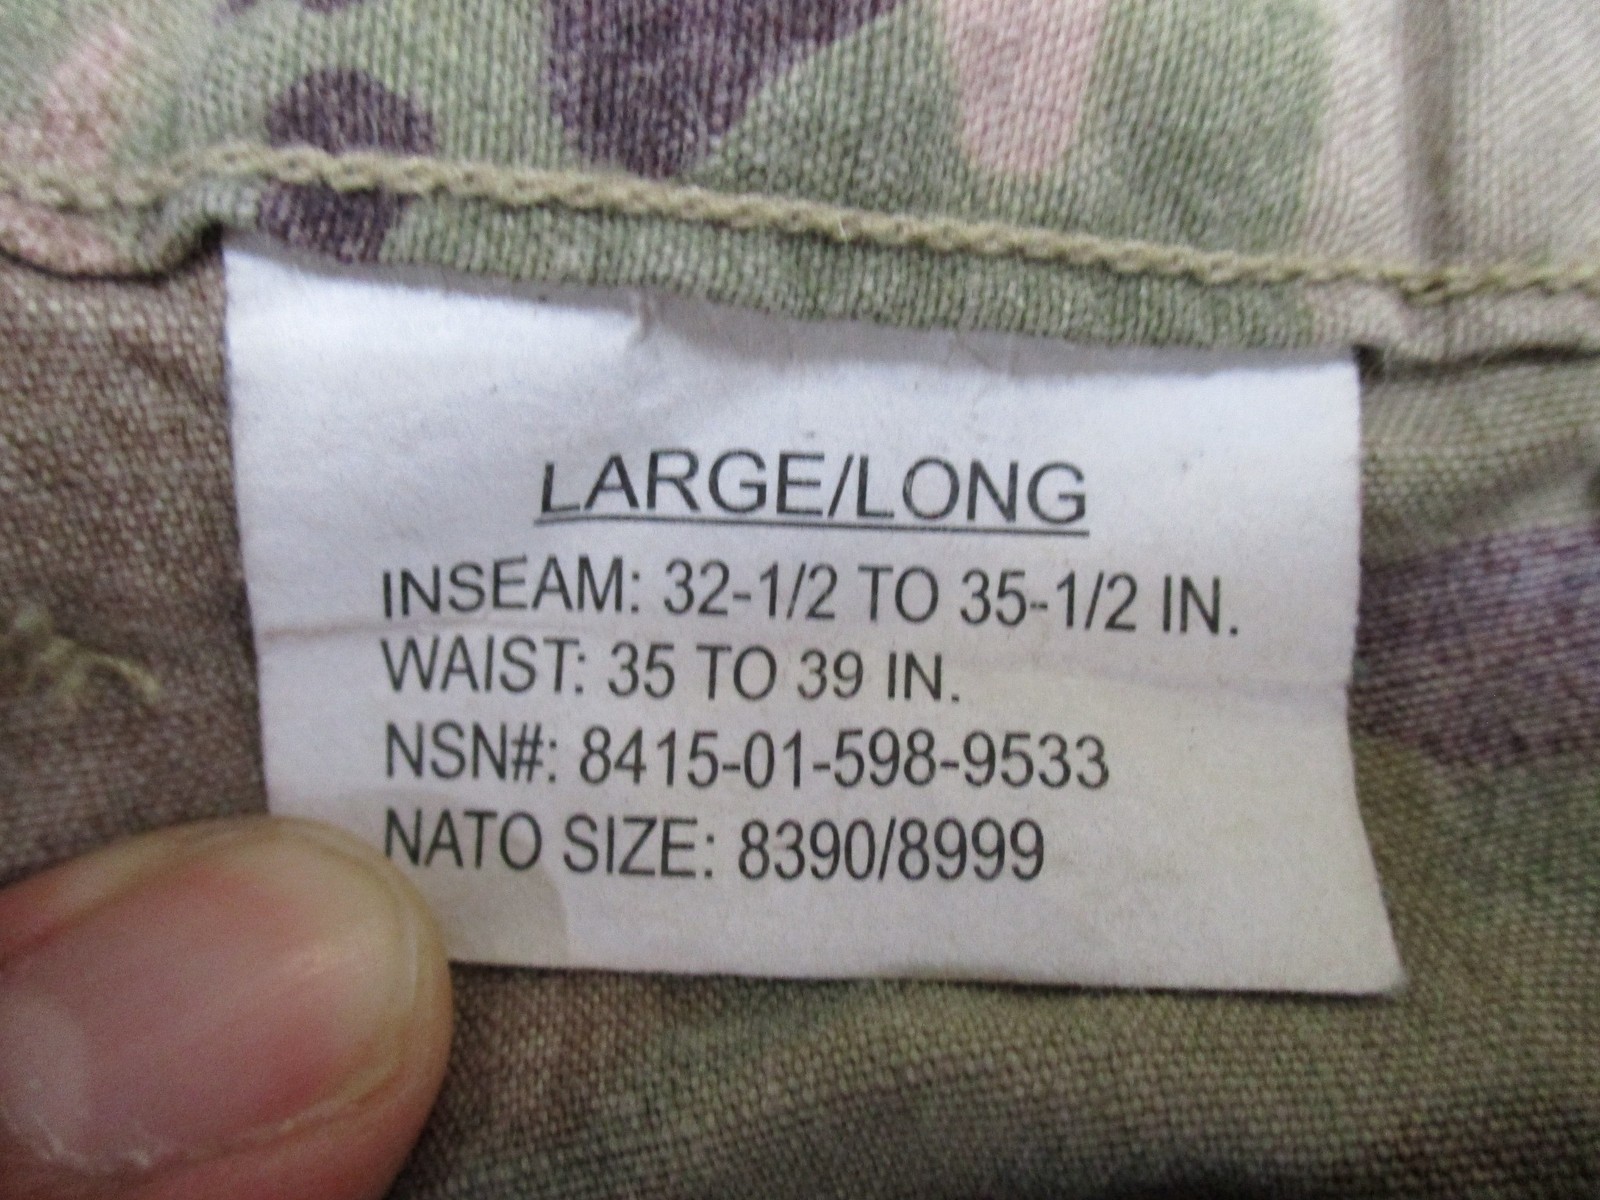 LARGE/LONG
INSEAM: 32-1/2 TO 35-1/2 IN.
WAIST: 35 TO 39 IN.
NSN#: 8415-01-598-9533
NATO SIZE: 8390/8999